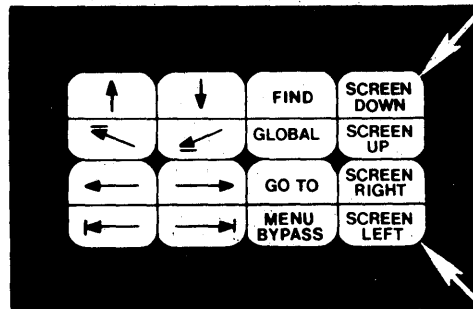 FIND
SCREEN
DOWN
GLOBAL
SCREEN
UP
GO TO
SCREEN
RIGHT
MENU
BYPASS
SCREEN
LEFT